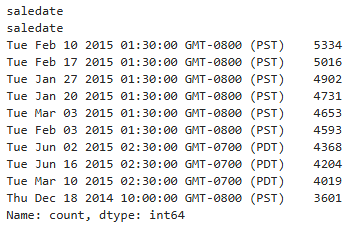 saledate
saledate
Tue Feb 10 2015 01:30:00 GMT-0800 (PST)    5334
Tue Feb 17 2015 01:30:00 GMT-0800 (PST)    5016
Tue Jan 27 2015 01:30:00 GMT-0800 (PST)    4902
Tue Jan 20 2015 01:30:00 GMT-0800 (PST)    4731
Tue Mar 03 2015 01:30:00 GMT-0800 (PST)    4653
Tue Feb 03 2015 01:30:00 GMT-0800 (PST)    4593
Tue Jun 02 2015 02:30:00 GMT-0700 (PDT)    4368
Tue Jun 16 2015 02:30:00 GMT-0700 (PDT)    4204
Tue Mar 10 2015 02:30:00 GMT-0700 (PDT)    4019
Thu Dec 18 2014 10:00:00 GMT-0800 (PST)    3601
Name: count, dtype: int64